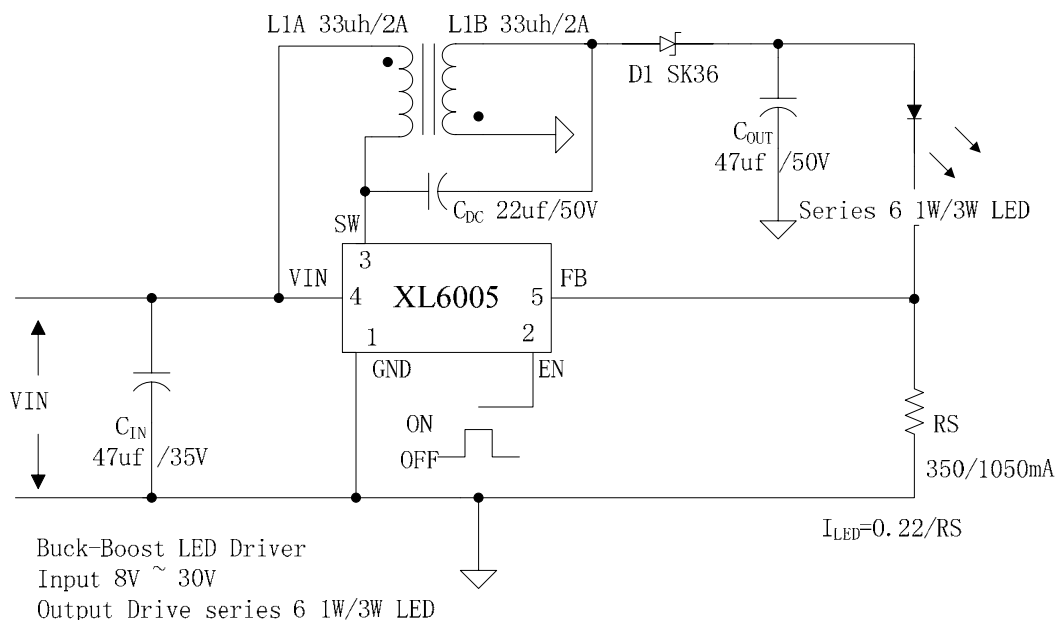 L1A 33uh/2A
L1B 33uh/2A
D1 SK36
COUT
47uf /50V
CDC 22uf/50V
Series 6 1W/3W LED
SW
3
VIN
FB
4
XL6005
5
1
2
GND
EN
VIN
CIN
47uf /35V
ON
OFF
RS
350/1050mA
ILED=0.22/RS
Buck-Boost LED Driver
Input 8V ~ 30V
Output Drive series 6 1W/3W LED